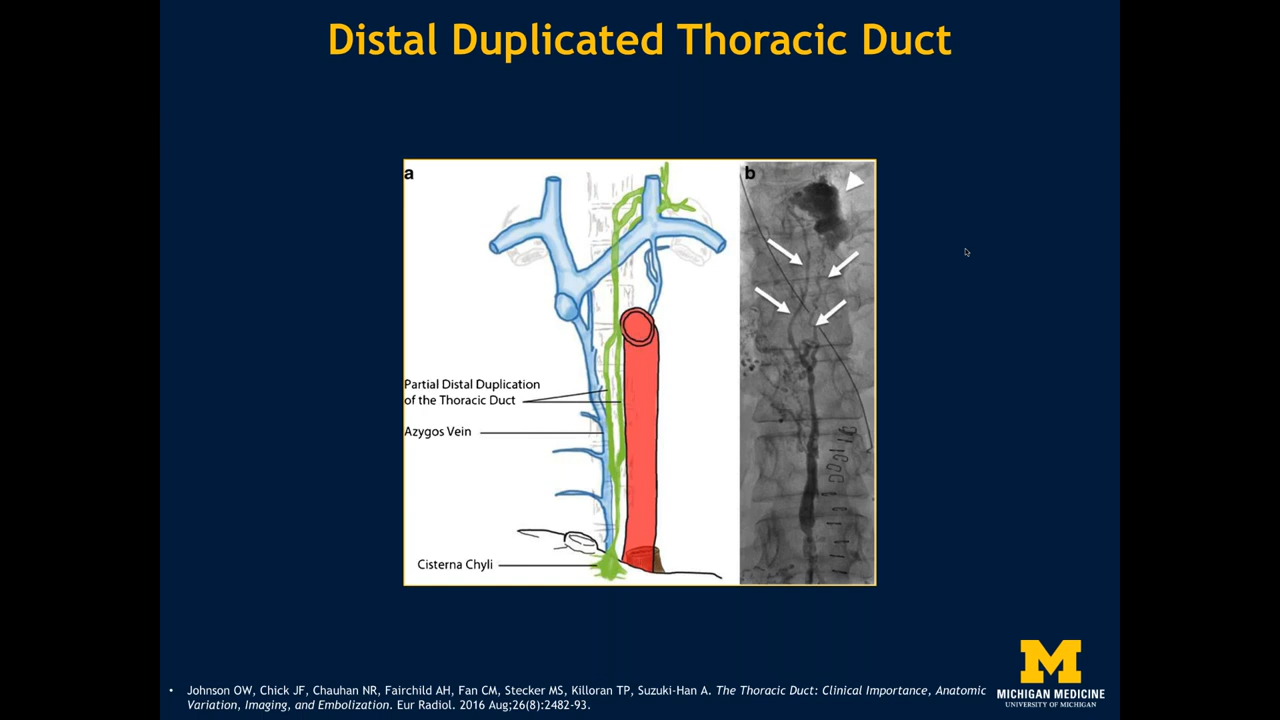 Distal Duplicated Thoracic Duct
a
b
Partial Distal Duplication
of the Thoracic Duct
Azygos Vein
Cisterna Chyli
M
MICHIGAN MEDICINE
UNIVERSITY OF MICHIGAN
• Johnson OW, Chick JF, Chauhan NR, Fairchild AH, Fan CM, Stecker MS, Killoran TP, Suzuki-Han A. The Thoracic Duct: Clinical Importance, Anatomic
Variation, Imaging, and Embolization. Eur Radiol. 2016 Aug;26(8):2482-93.